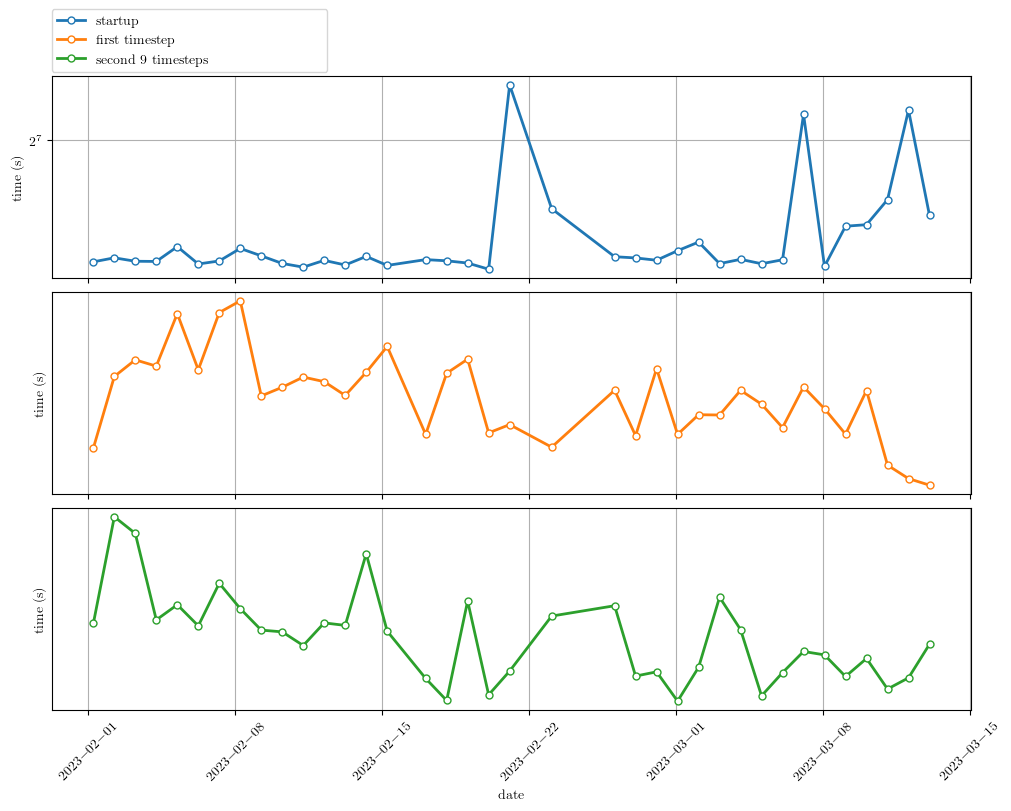 startup
first timestep
second 9 timesteps
2^7
time (s)
time (s)
time (s)
2023−02−01
2023−02−08
2023−02−15
2023−02−22
2023−03−01
2023−03−08
2023−03−15
date